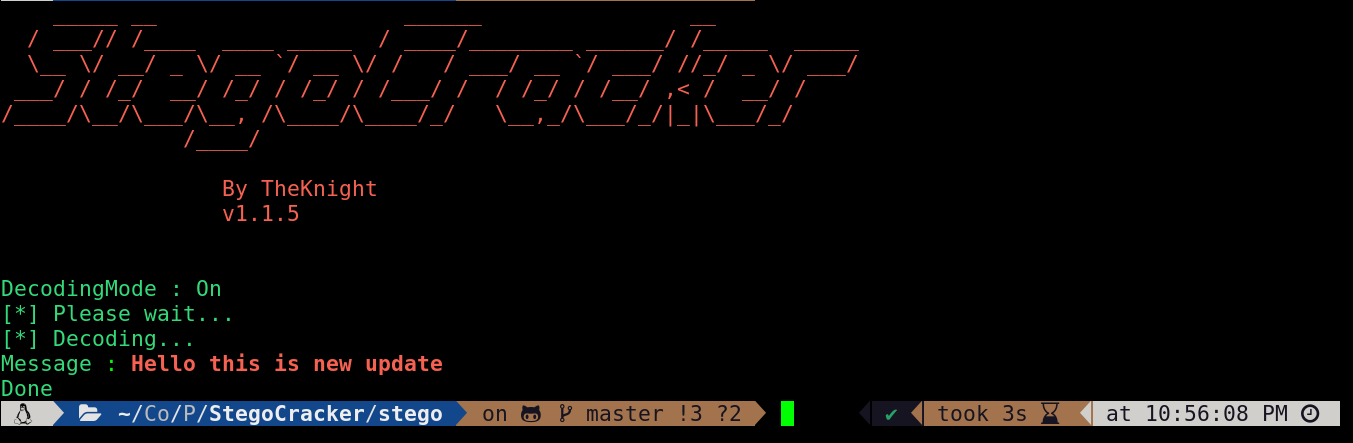 StegoCracker
By TheKnight
v1.1.5
DecodingMode : On
[*] Please wait...
[*] Decoding...
Message : Hello this is new update
Done
~/Co/P/StegoCracker/stego on master !3 ?2 ✔ took 3s at 10:56:08 PM